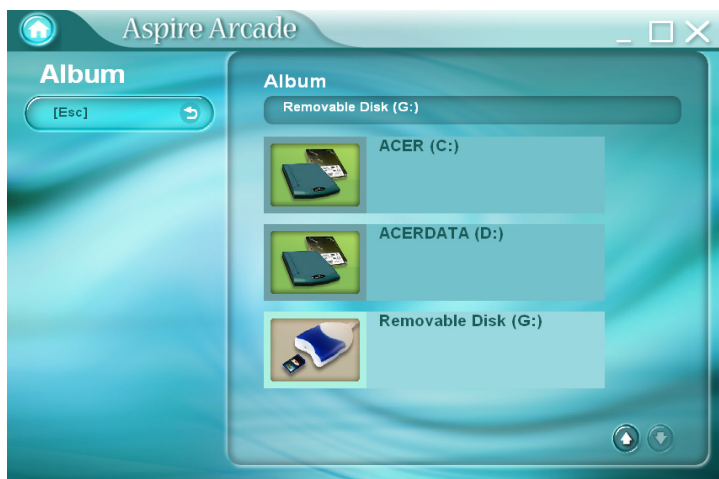 Aspire Arcade
Album
[Esc]
Album
Removable Disk (G:)
ACER (C:)
ACERDATA (D:)
Removable Disk (G:)